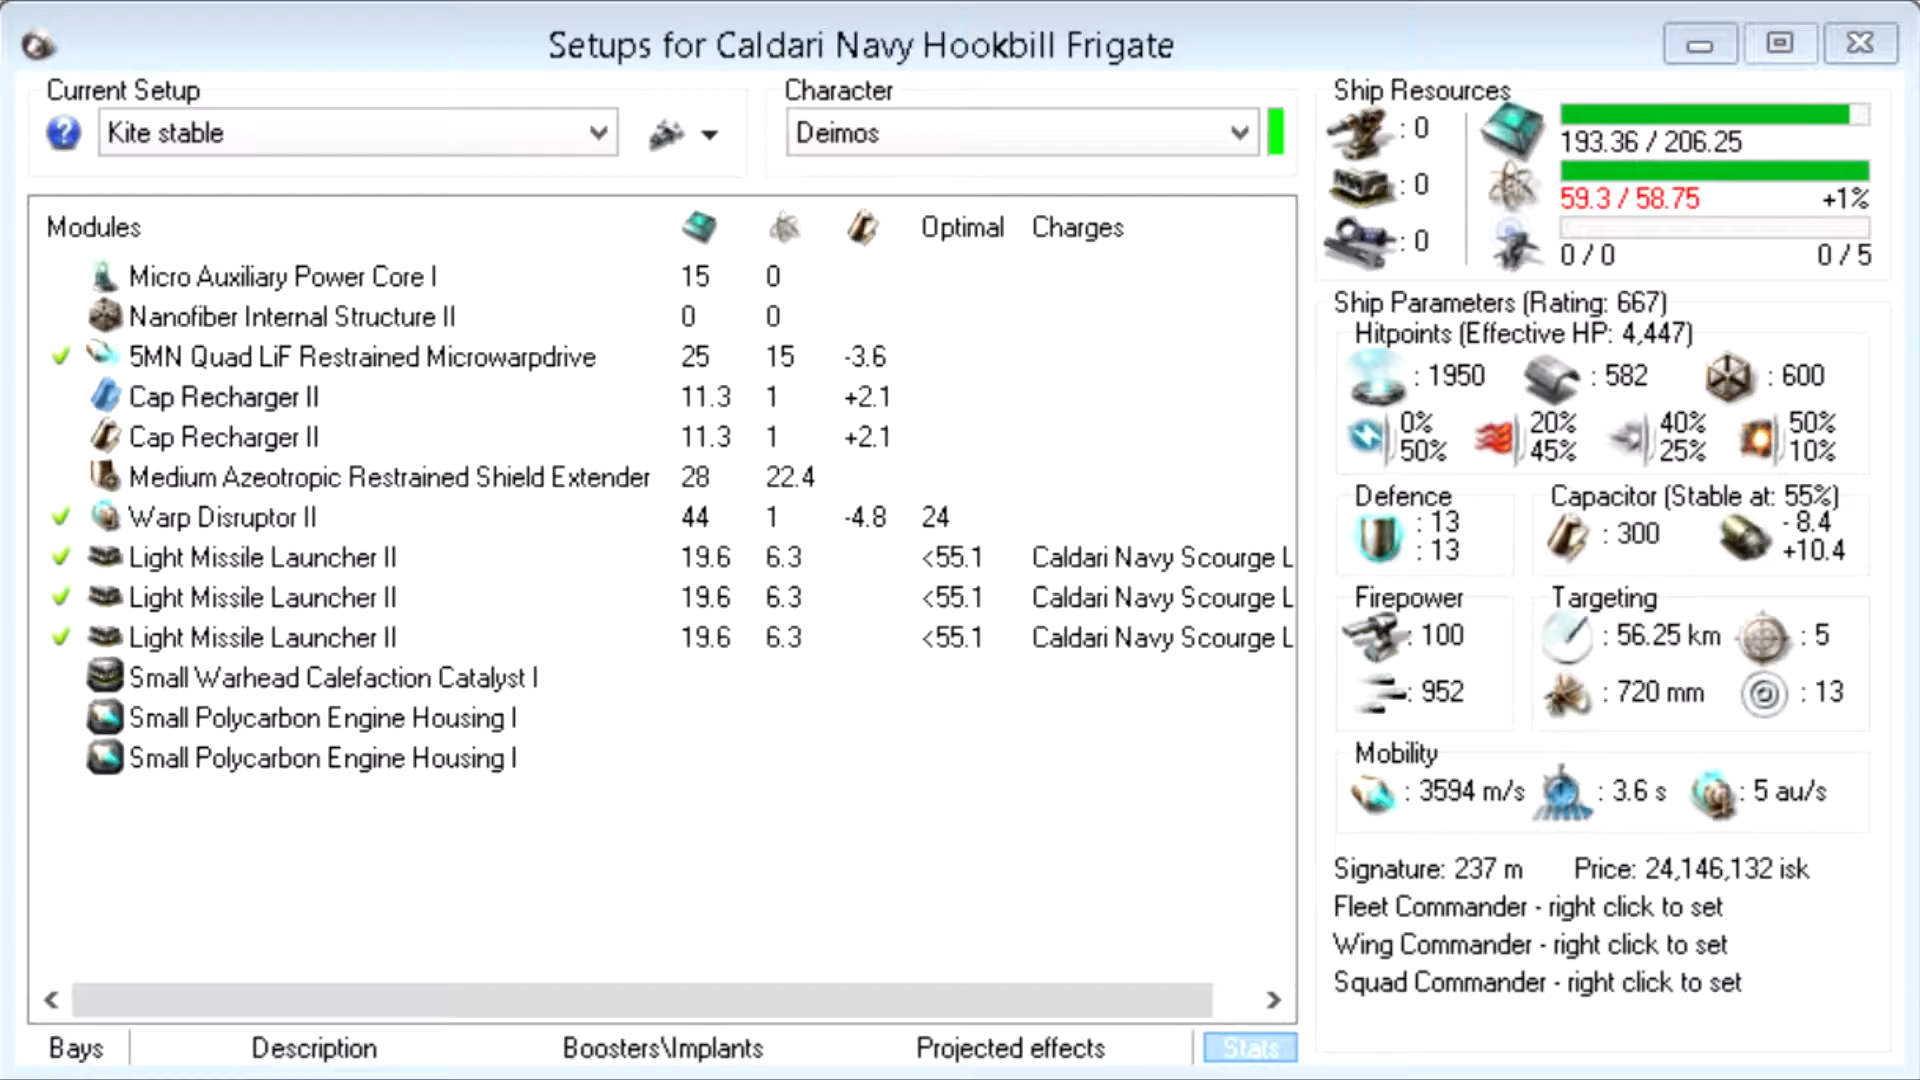 Setups for Caldari Navy Hookbill Frigate
Current Setup
Kite stable
Character
Deimos
Modules Optimal Charges
Micro Auxiliary Power Core I 15 0
Nanofiber Internal Structure II 0 0
5MN Quad LiF Restrained Microwarpdrive 25 15 -3.6
Cap Recharger II 11.3 1 +2.1
Cap Recharger II 11.3 1 +2.1
Medium Azeotropic Restrained Shield Extender 28 22.4
Warp Disruptor II 44 1 -4.8 24
Light Missile Launcher II 19.6 6.3 <55.1 Caldari Navy Scourge L
Light Missile Launcher II 19.6 6.3 <55.1 Caldari Navy Scourge L
Light Missile Launcher II 19.6 6.3 <55.1 Caldari Navy Scourge L
Small Warhead Calefaction Catalyst I
Small Polycarbon Engine Housing I
Small Polycarbon Engine Housing I
Bays Description Boosters\Implants Projected effects Stats
Ship Resources
: 0 193.36 / 206.25
: 0 59.3 / 58.75 +1%
: 0 0 / 0 0 / 5
Ship Parameters (Rating: 667)
Hitpoints (Effective HP: 4,447)
: 1950 : 582 : 600
0% 20% 40% 50%
50% 45% 25% 10%
Defence
: 13
: 13
Capacitor (Stable at: 55%)
: 300 - 8.4
+10.4
Firepower
: 100
: 952
Targeting
: 56.25 km : 5
: 720 mm : 13
Mobility
: 3594 m/s : 3.6 s : 5 au/s
Signature: 237 m Price: 24,146,132 isk
Fleet Commander - right click to set
Wing Commander - right click to set
Squad Commander - right click to set